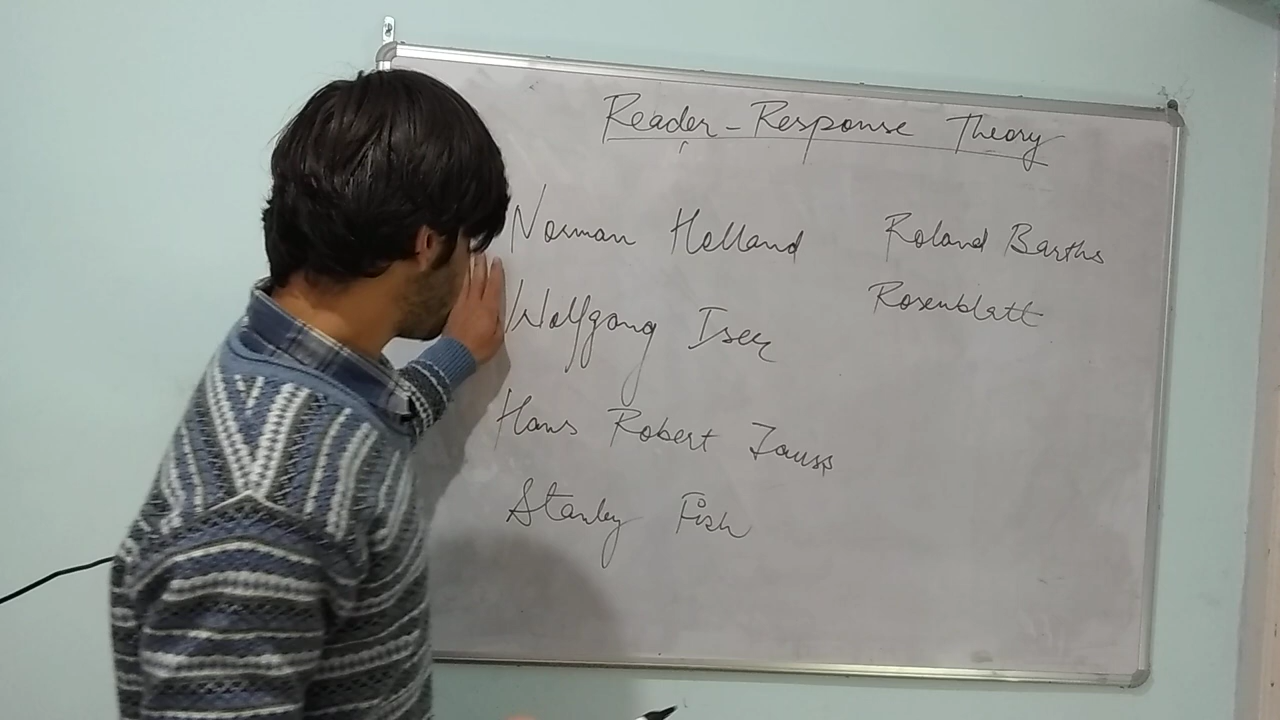 Reader-Response Theory
Norman Holland
Wolfgang Iser
Hans Robert Jauss
Stanley Fish
Roland Barths
Rosenblatt